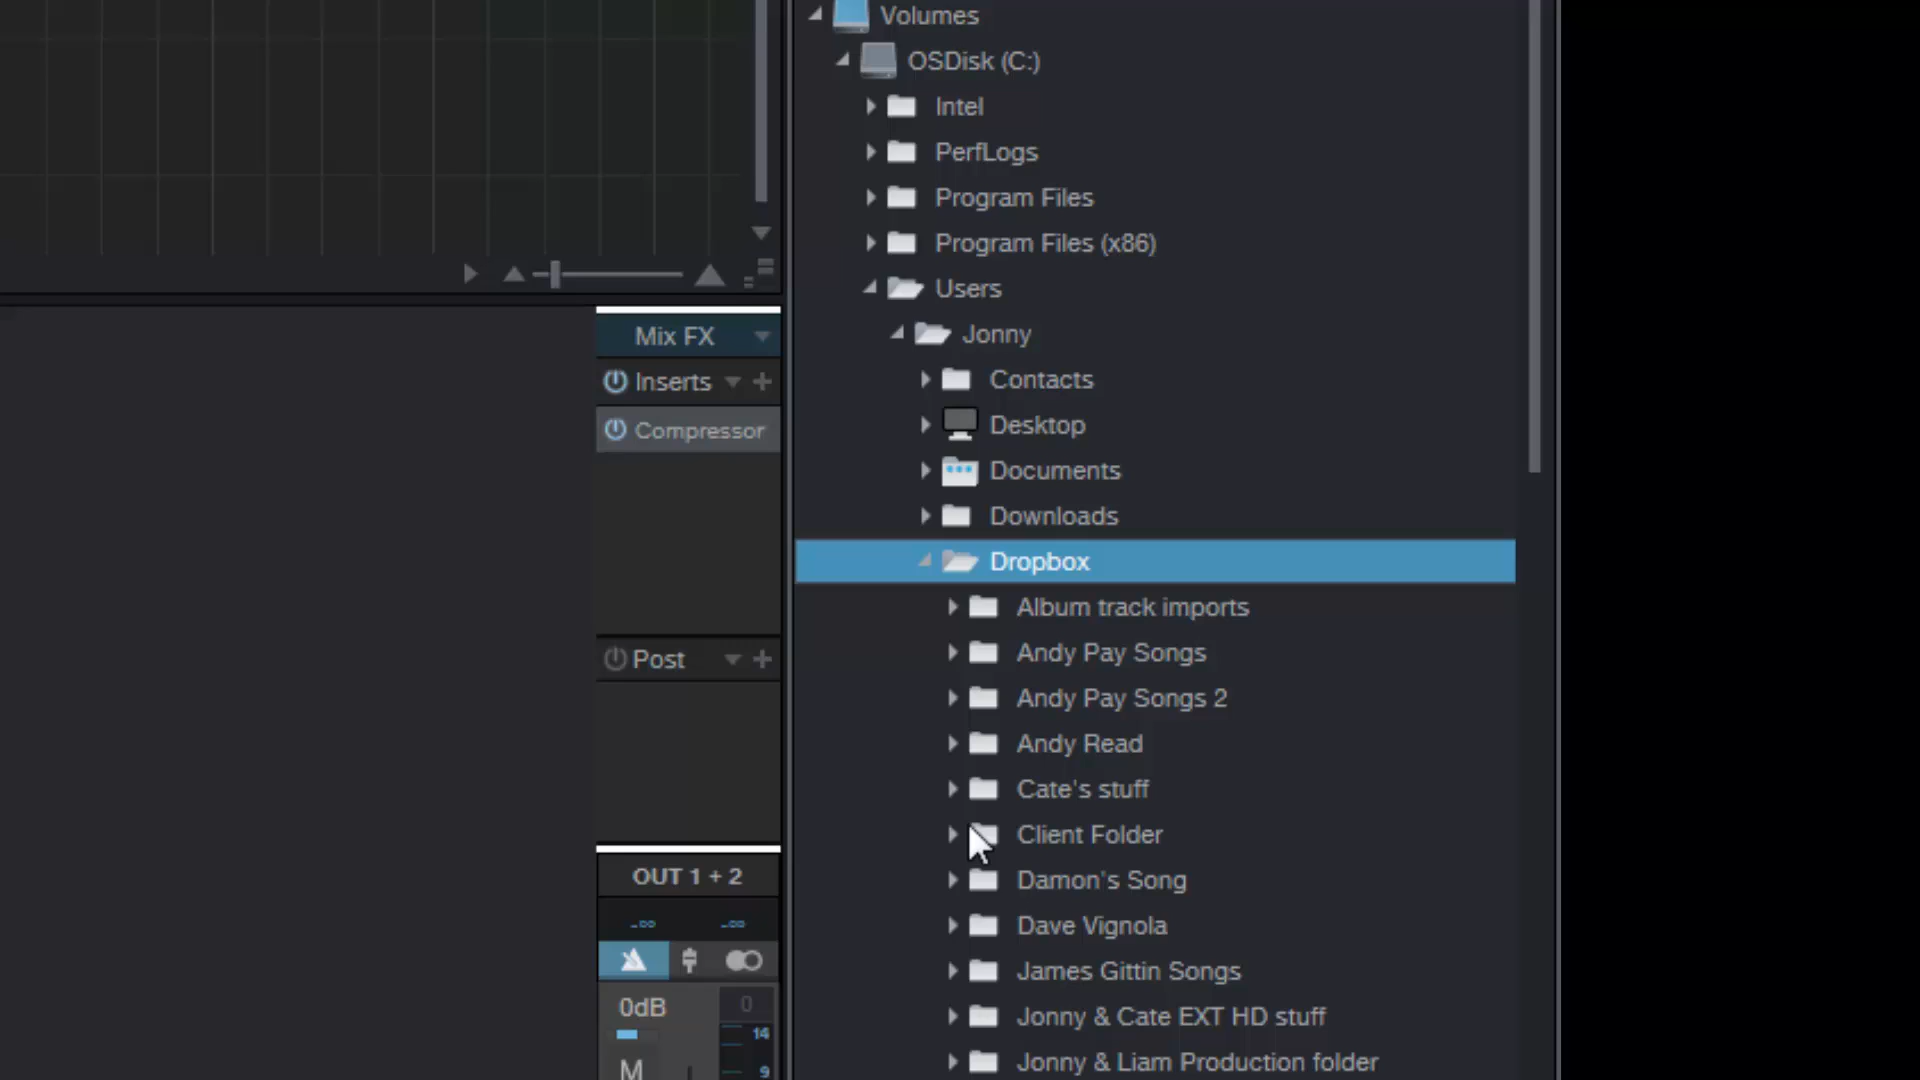 Volumes
OSDisk (C:)
Intel
PerfLogs
Program Files
Program Files (x86)
Users
Jonny
Contacts
Desktop
Documents
Downloads
Dropbox
Album track imports
Andy Pay Songs
Andy Pay Songs 2
Andy Read
Cate's stuff
Client Folder
Damon's Song
Dave Vignola
James Gittin Songs
Jonny & Cate EXT HD stuff
Jonny & Liam Production folder
Mix FX
Inserts
Compressor
Post
OUT 1 + 2
-∞ -∞
0dB 0
14
M 9